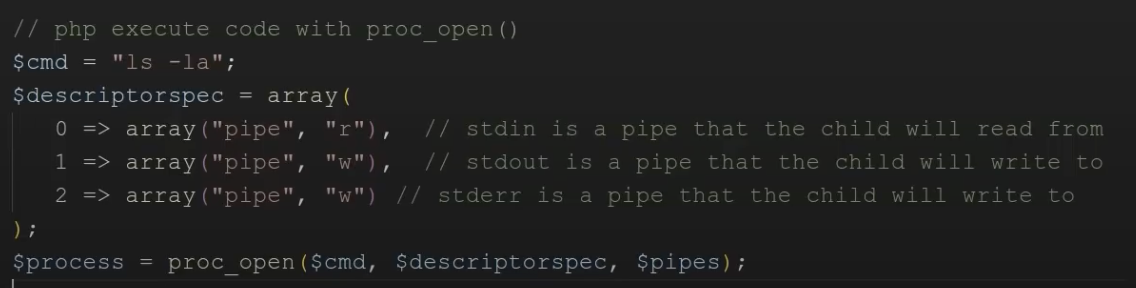 // php execute code with proc_open()
$cmd = "ls -la";
$descriptorspec = array(
   0 => array("pipe", "r"),  // stdin is a pipe that the child will read from
   1 => array("pipe", "w"),  // stdout is a pipe that the child will write to
   2 => array("pipe", "w") // stderr is a pipe that the child will write to
);
$process = proc_open($cmd, $descriptorspec, $pipes);